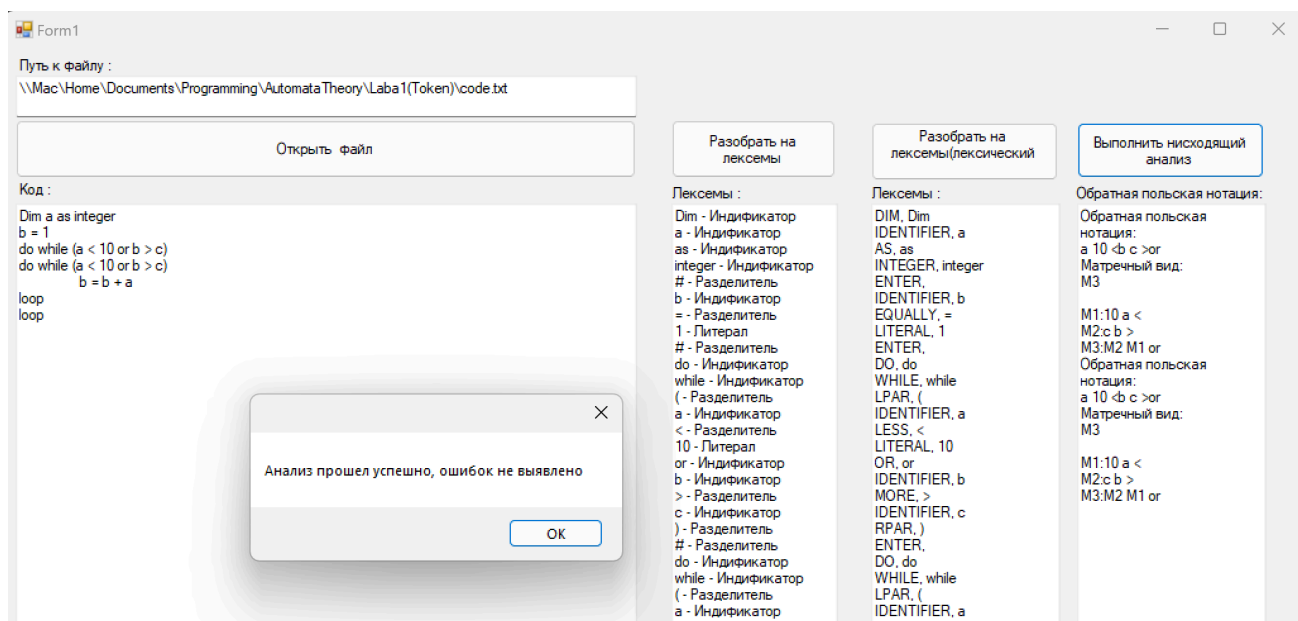 Form1
Путь к файлу :
\\Mac\Home\Documents\Programming\AutomataTheory\Laba1(Token)\code.txt
Открыть файл
Разобрать на
лексемы
Разобрать на
лексемы(лексический
Выполнить нисходящий
анализ
Код :
Dim a as integer
b = 1
do while (a < 10 or b > c)
do while (a < 10 or b > c)
b = b + a
loop
loop
Анализ прошел успешно, ошибок не выявлено
ОК
Лексемы :
Dim - Индификатор
a - Индификатор
as - Индификатор
integer - Индификатор
# - Разделитель
b - Индификатор
= - Разделитель
1 - Литерал
# - Разделитель
do - Индификатор
while - Индификатор
( - Разделитель
a - Индификатор
< - Разделитель
10 - Литерал
or - Индификатор
b - Индификатор
> - Разделитель
c - Индификатор
) - Разделитель
# - Разделитель
do - Индификатор
while - Индификатор
( - Разделитель
a - Индификатор
Лексемы :
DIM, Dim
IDENTIFIER, a
AS, as
INTEGER, integer
ENTER,
IDENTIFIER, b
EQUALLY, =
LITERAL, 1
ENTER,
DO, do
WHILE, while
LPAR, (
IDENTIFIER, a
LESS, <
LITERAL, 10
OR, or
IDENTIFIER, b
MORE, >
IDENTIFIER, c
RPAR, )
ENTER,
DO, do
WHILE, while
LPAR, (
IDENTIFIER, a
Обратная польская нотация:
Обратная польская
нотация:
a 10 <b c >or
Матречный вид:
M3
M1:10 a <
M2:c b >
M3:M2 M1 or
Обратная польская
нотация:
a 10 <b c >or
Матречный вид:
M3
M1:10 a <
M2:c b >
M3:M2 M1 or